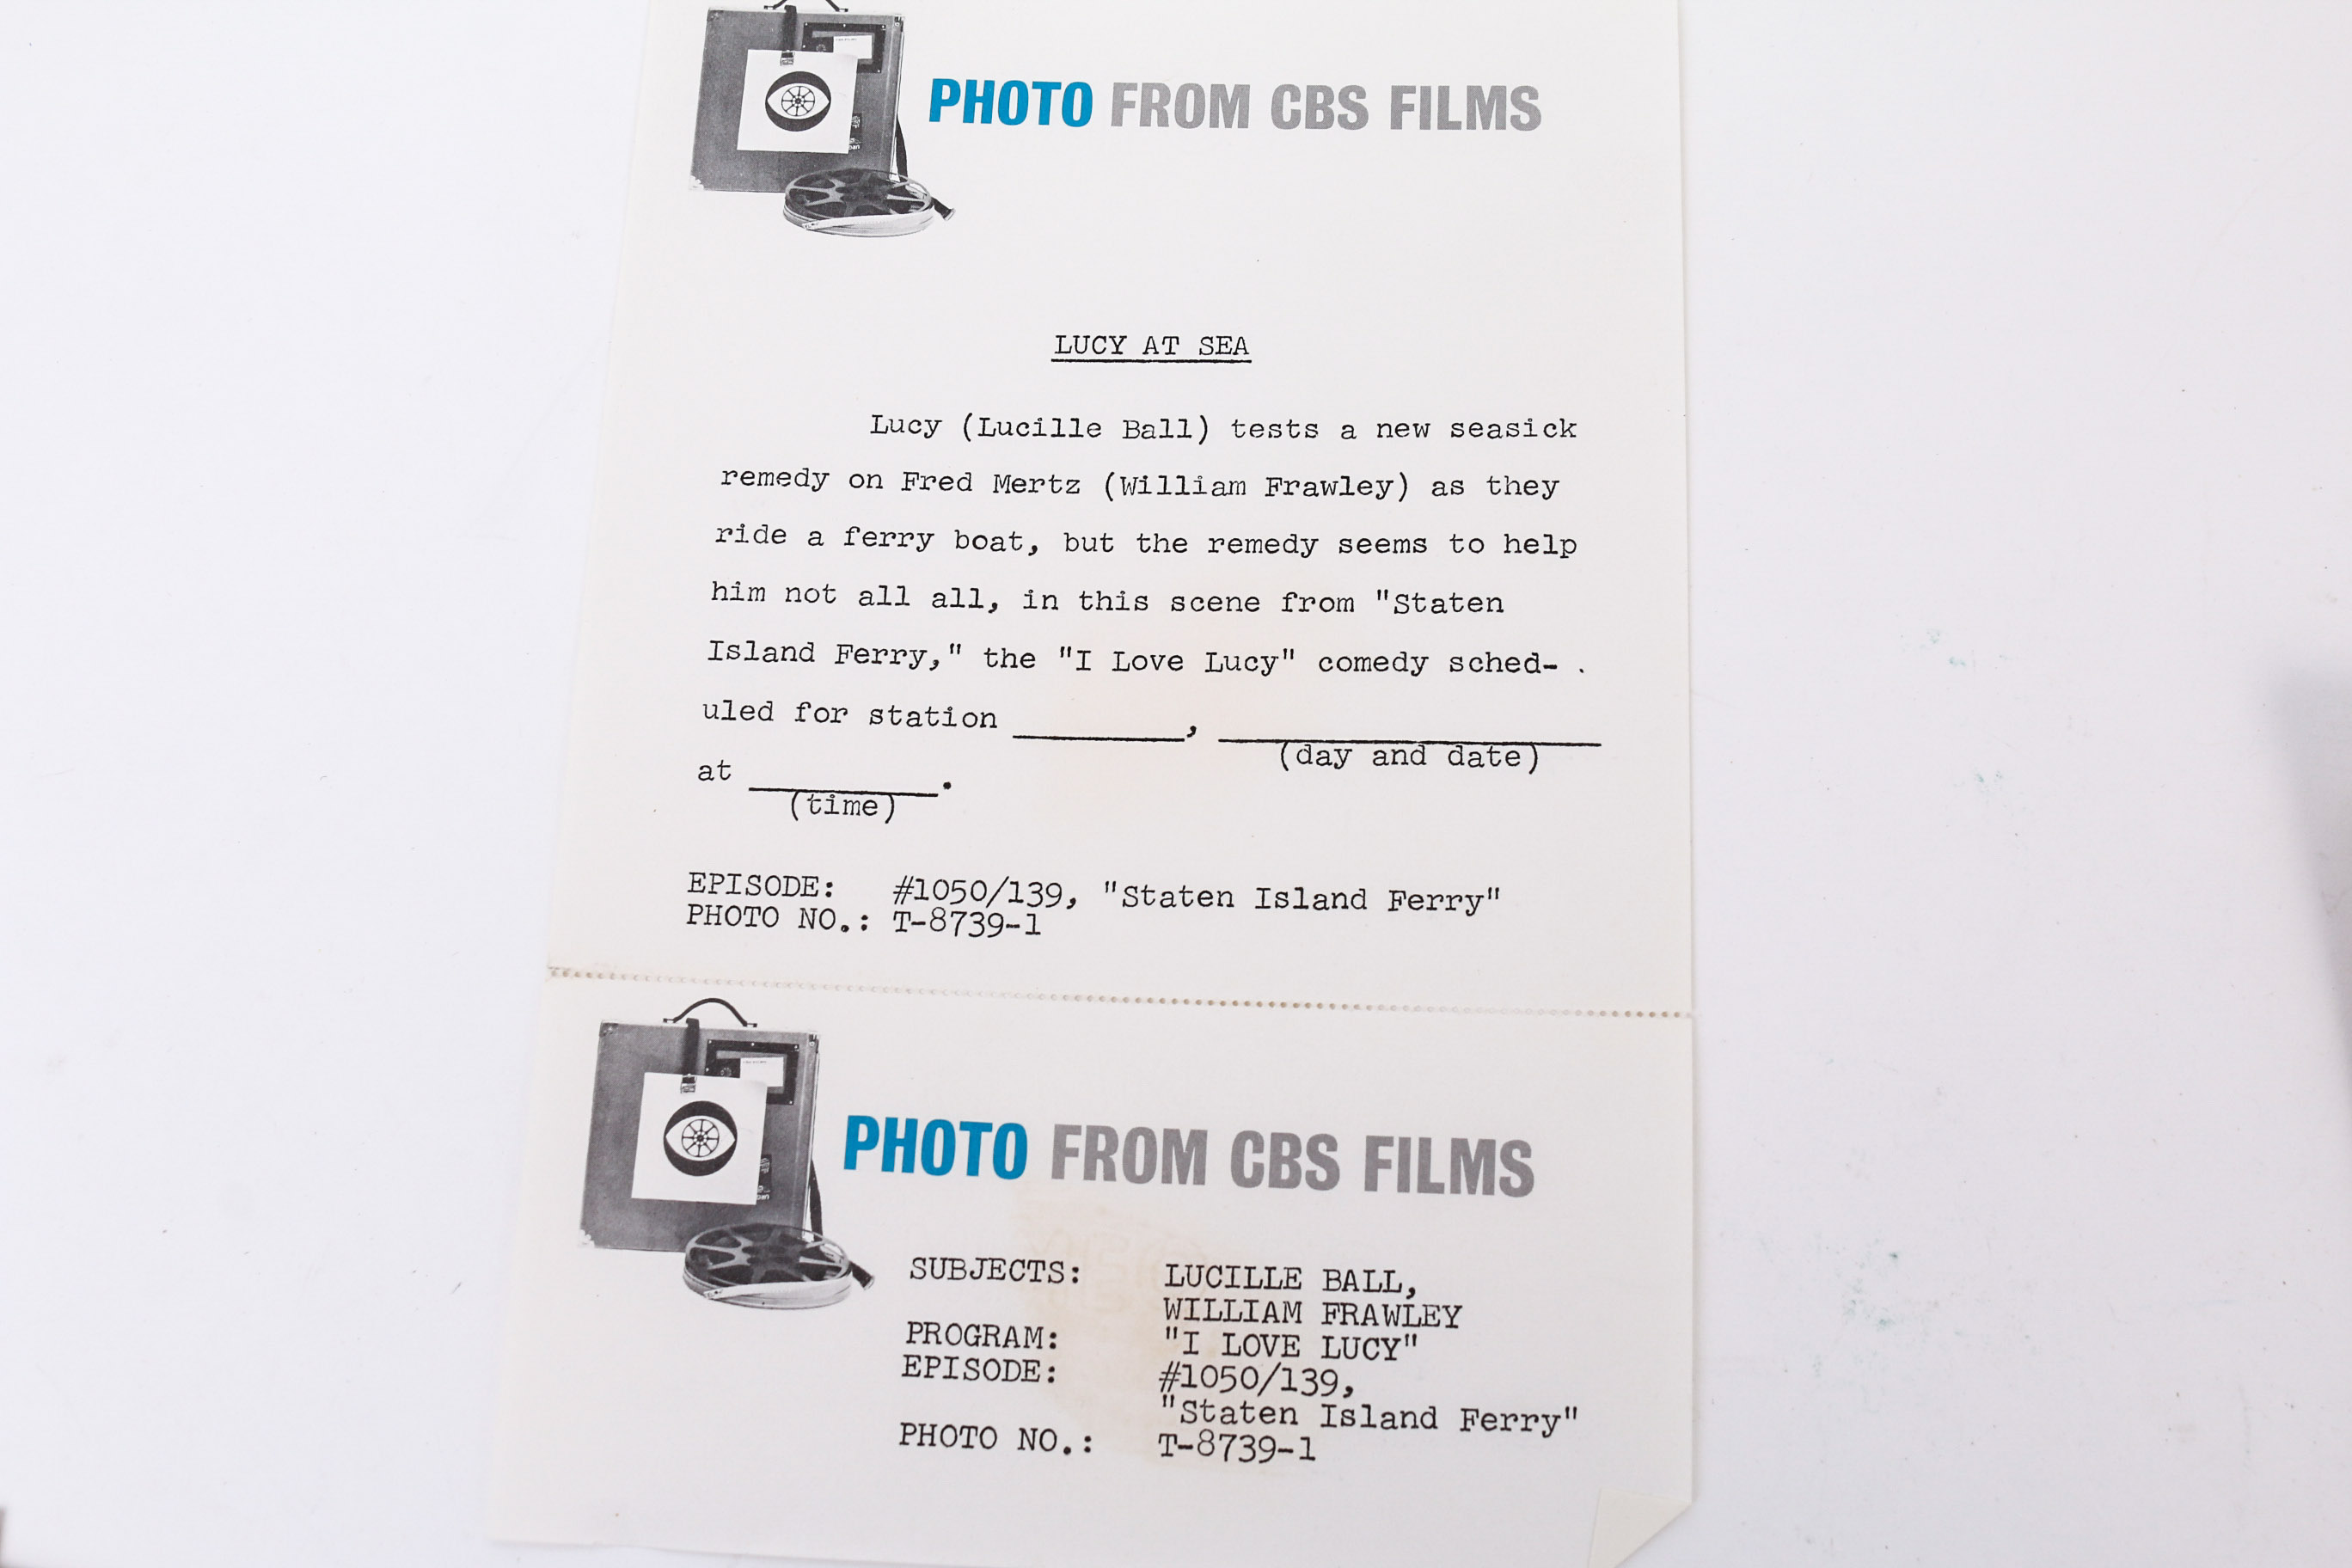 PHOTO FROM CBS FILMS
LUCY AT SEA
Lucy (Lucille Ball) tests a new seasick
remedy on Fred Mertz (William Frawley) as they
ride a ferry boat, but the remedy seems to help
him not all all, in this scene from "Staten
Island Ferry," the "I Love Lucy" comedy sched- .
uled for station ________, ________________
(day and date)
at ________.
(time)
EPISODE: #1050/139, "Staten Island Ferry"
PHOTO NO.: T-8739-1
PHOTO FROM CBS FILMS
SUBJECTS: LUCILLE BALL,
WILLIAM FRAWLEY
PROGRAM: "I LOVE LUCY"
EPISODE: #1050/139,
"Staten Island Ferry"
PHOTO NO.: T-8739-1